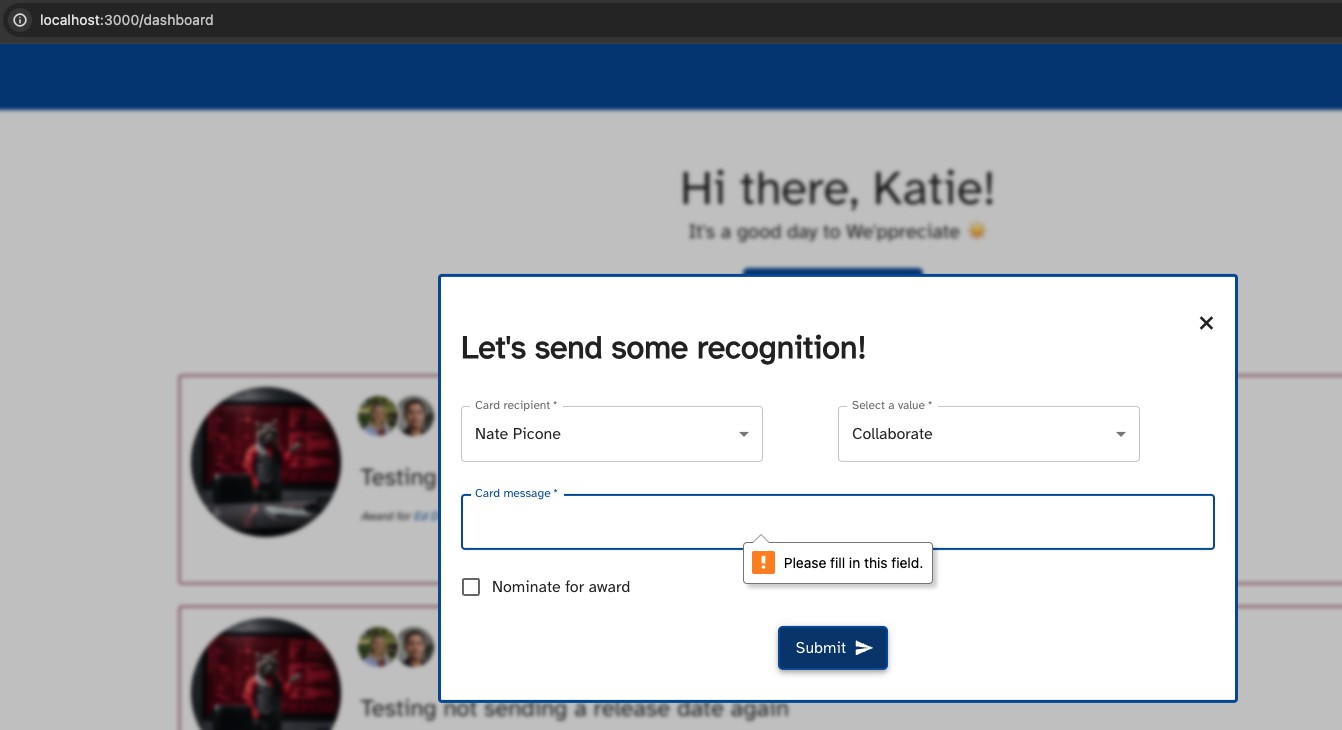 localhost:3000/dashboard
Hi there, Katie!
It's a good day to We'ppreciate
Let's send some recognition!
Card recipient *
Select a value *
Nate Picone
Collaborate
Testing
Award for Ed
Card message *
Please fill in this field.
Nominate for award
Submit
Testing not sending a release date again